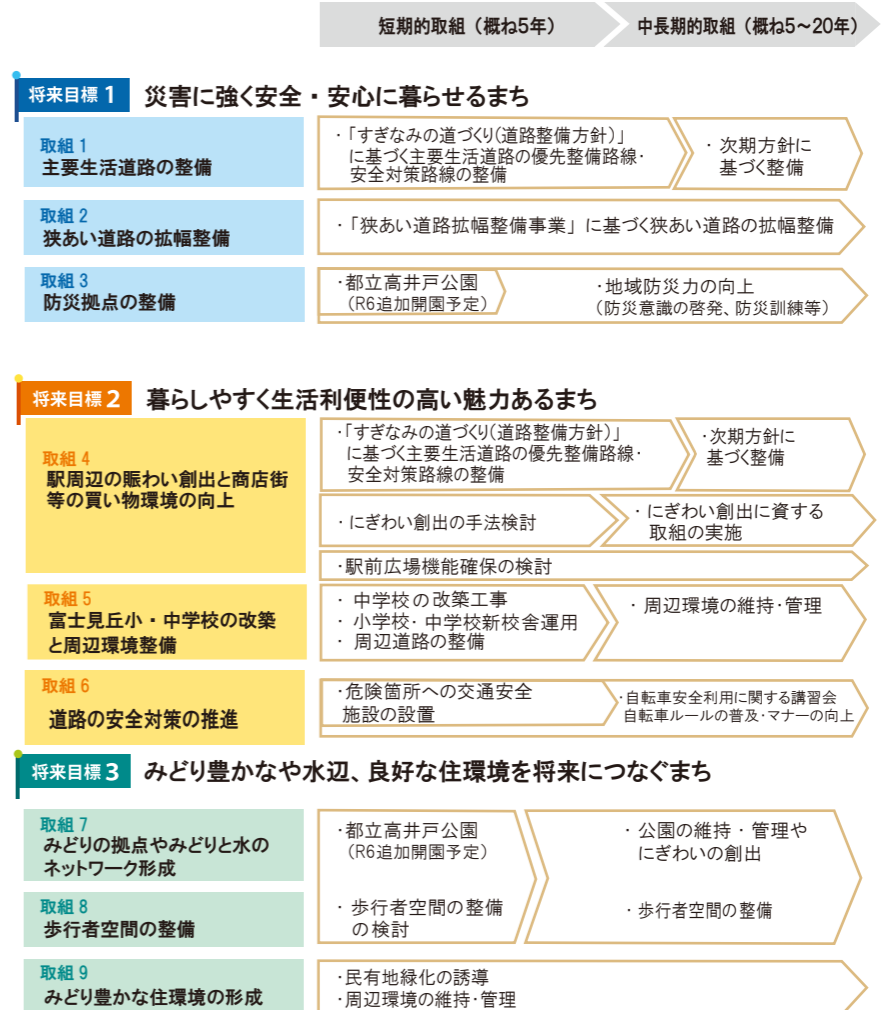 短期的取組（概ね5年）
中長期的取組（概ね5～20年）
将来目標 1
災害に強く安全・安心に暮らせるまち
取組 1
主要生活道路の整備
・「すぎなみの道づくり(道路整備方針)」
に基づく主要生活道路の優先整備路線・
安全対策路線の整備
・次期方針に
基づく整備
取組 2
狭あい道路の拡幅整備
・「狭あい道路拡幅整備事業」に基づく狭あい道路の拡幅整備
取組 3
防災拠点の整備
・都立高井戸公園
（R6追加開園予定）
・地域防災力の向上
（防災意識の啓発、防災訓練等）
将来目標 2
暮らしやすく生活利便性の高い魅力あるまち
取組 4
駅周辺の賑わい創出と商店街
等の買い物環境の向上
・「すぎなみの道づくり(道路整備方針)」
に基づく主要生活道路の優先整備路線・
安全対策路線の整備
・次期方針に
基づく整備
・にぎわい創出の手法検討
・にぎわい創出に資する
取組の実施
・駅前広場機能確保の検討
取組 5
富士見丘小・中学校の改築
と周辺環境整備
・中学校の改築工事
・小学校・中学校新校舎運用
・周辺道路の整備
・周辺環境の維持・管理
取組 6
道路の安全対策の推進
・危険箇所への交通安全
施設の設置
・自転車安全利用に関する講習会
自転車ルールの普及・マナーの向上
将来目標 3
みどり豊かなや水辺、良好な住環境を将来につなぐまち
取組 7
みどりの拠点やみどりと水の
ネットワーク形成
・都立高井戸公園
（R6追加開園予定）
・公園の維持・管理や
にぎわいの創出
取組 8
歩行者空間の整備
・歩行者空間の整備
の検討
・歩行者空間の整備
取組 9
みどり豊かな住環境の形成
・民有地緑化の誘導
・周辺環境の維持・管理